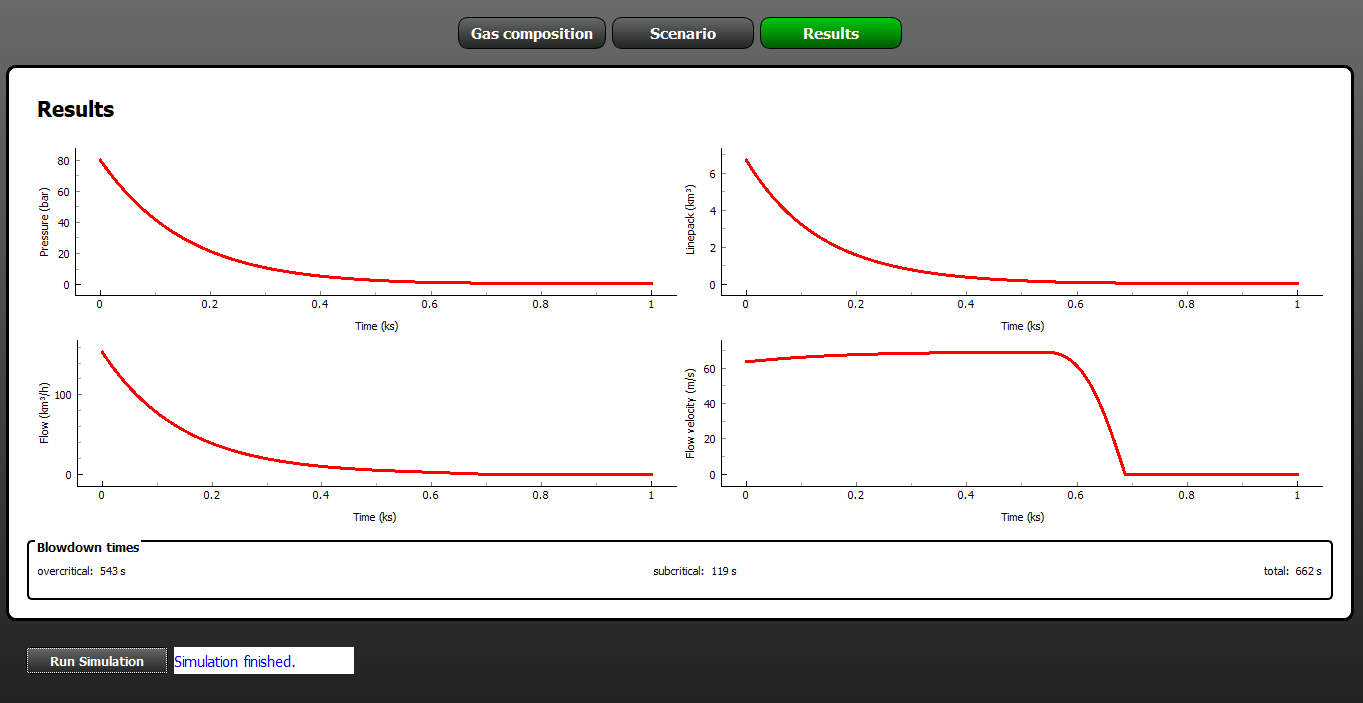 Gas composition Scenario Results
Results
80
60
40
20
0
Pressure (bar)
0 0.2 0.4 0.6 0.8 1
Time (ks)
6
4
2
0
Linepack (km³)
0 0.2 0.4 0.6 0.8 1
Time (ks)
100
0
Flow (km³/h)
0 0.2 0.4 0.6 0.8 1
Time (ks)
60
40
20
0
Flow velocity (m/s)
0 0.2 0.4 0.6 0.8 1
Time (ks)
Blowdown times
overcritical: 543 s subcritical: 119 s total: 662 s
Run Simulation Simulation finished.